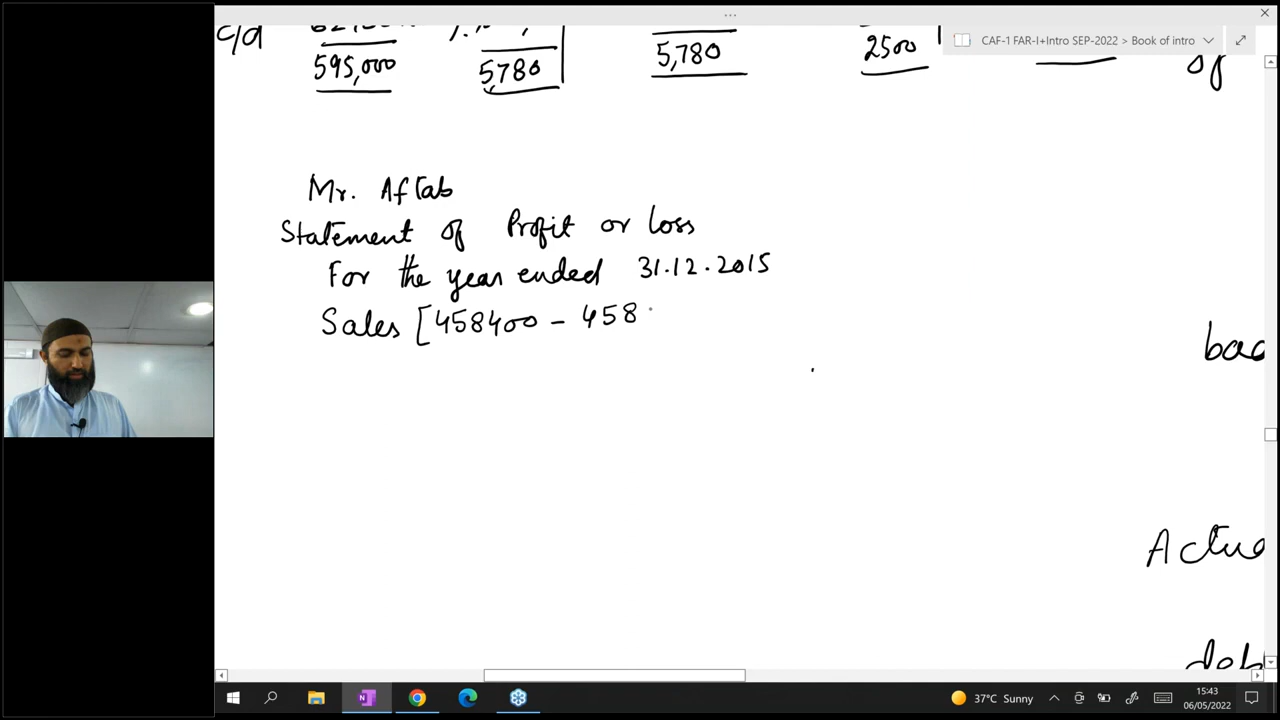 CAF-1 FAR-I+Intro SEP-2022 > Book of intro
c/d
595,000 5780 5,780 2500 of
Mr. Aftab
Statement of Profit or loss
For the year ended 31.12.2015
Sales [458400 - 458
Actua
37°C Sunny
15:43
06/05/2022